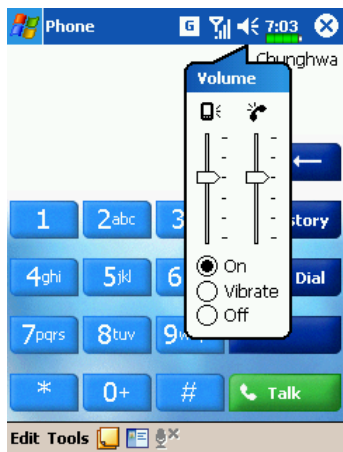 Phone G 7:03
Chunghwa
Volume
On
Vibrate
Off
story
Dial
1 2abc 3
4ghi 5jkl 6
7pqrs 8tuv 9
* 0+ # Talk
Edit Tools